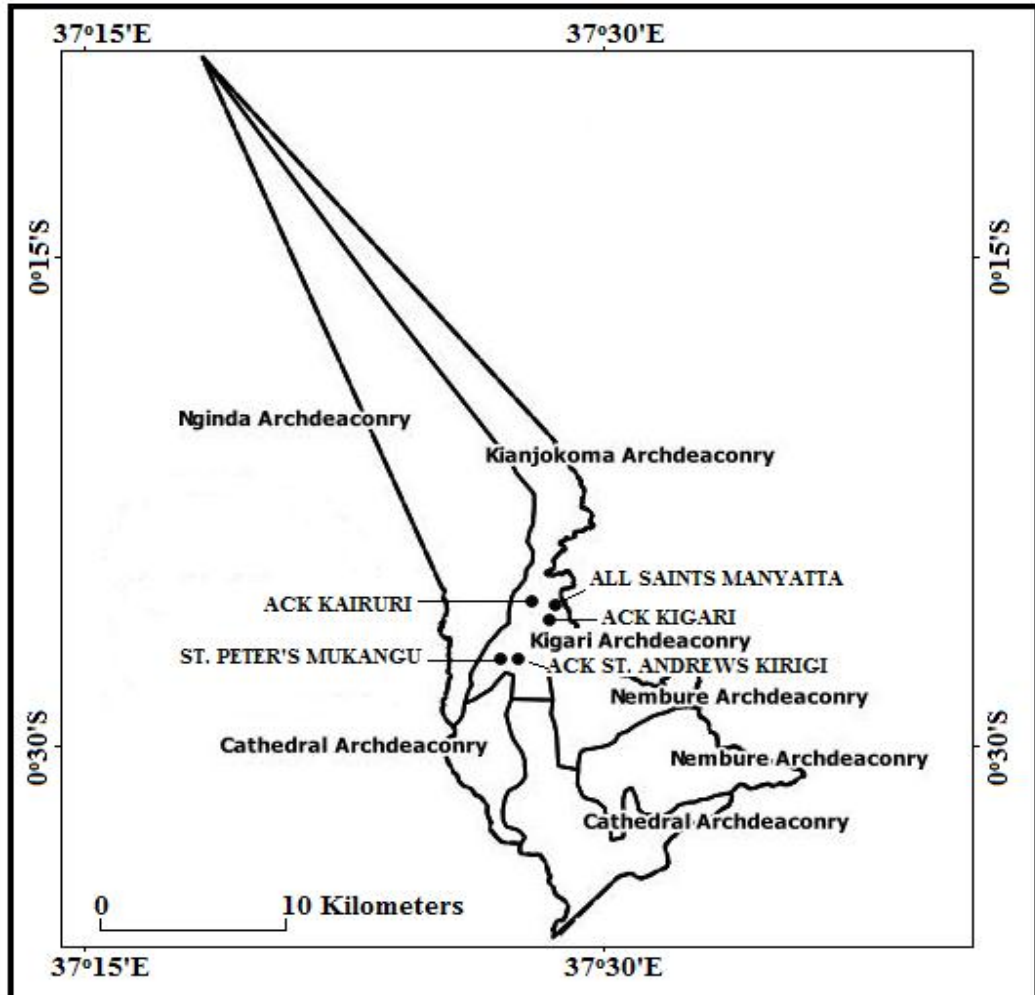 37°15'E
37°30'E
0°15'S
0°15'S
Nginda Archdeaconry
Kianjokoma Archdeaconry
ALL SAINTS MANYATTA
ACK KAIRURI
ACK KIGARI
Kigari Archdeaconry
ST. PETER'S MUKANGU
ACK ST. ANDREWS KIRIGI
Nembure Archdeaconry
Cathedral Archdeaconry
0°30'S
0°30'S
Nembure Archdeaconry
Cathedral Archdeaconry
0
10 Kilometers
37°15'E
37°30'E